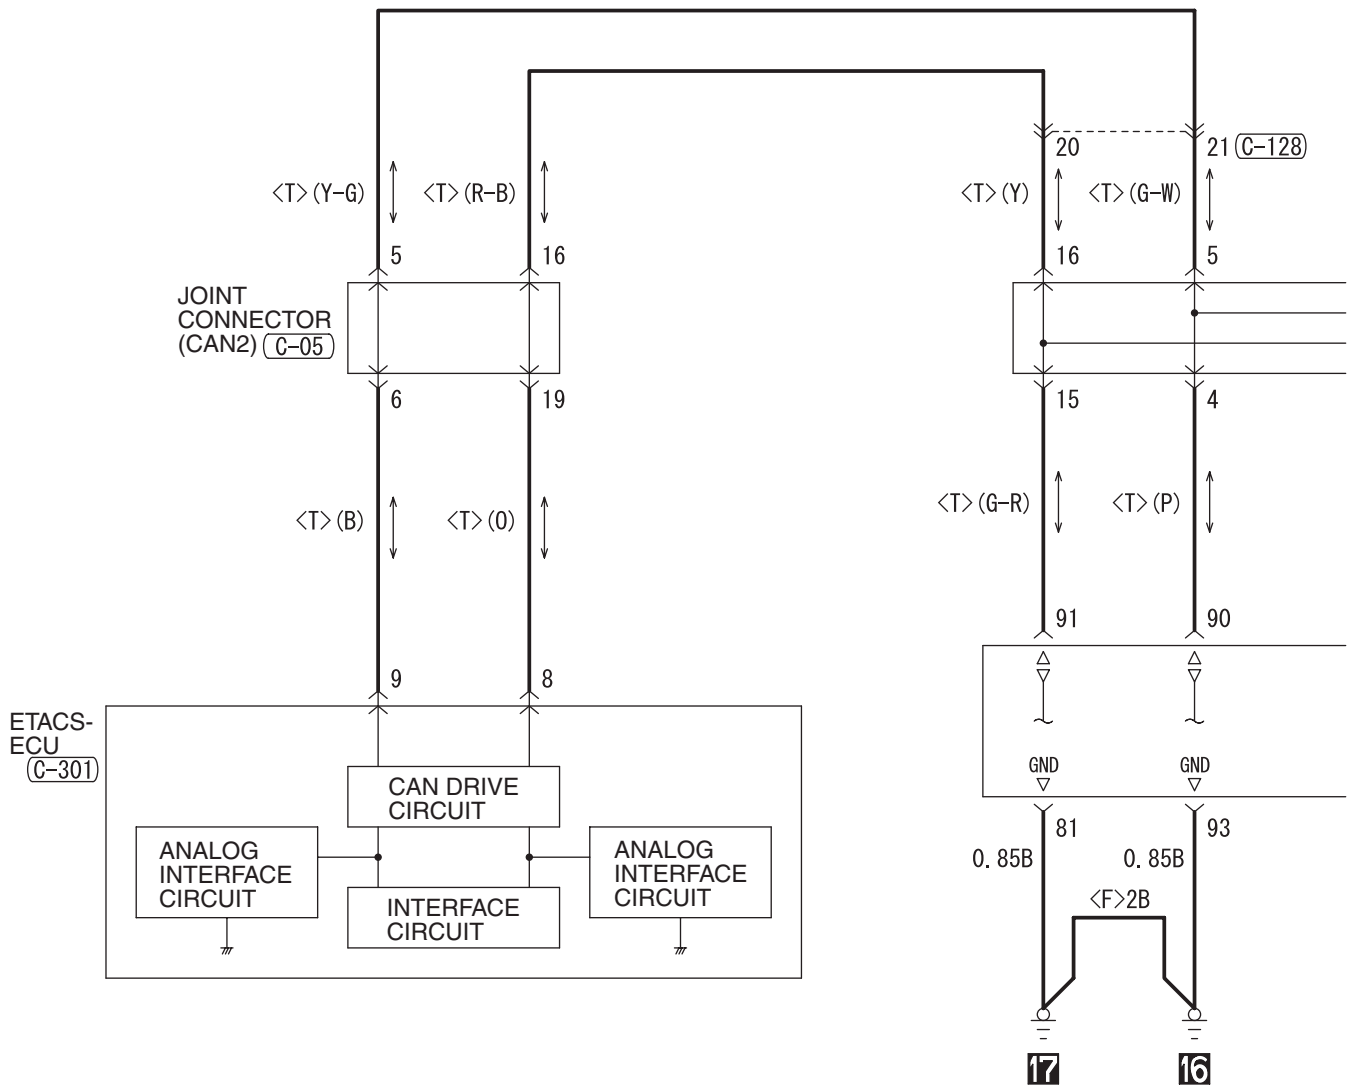 20
21 C-128
<T>(Y-G)
<T>(R-B)
<T>(Y)
<T>(G-W)
5
16
16
5
JOINT
CONNECTOR
(CAN2) C-05
6
19
15
4
<T>(B)
<T>(O)
<T>(G-R)
<T>(P)
91
90
9
8
ETACS-
ECU
C-301
CAN DRIVE
CIRCUIT
ANALOG
INTERFACE
CIRCUIT
INTERFACE
CIRCUIT
ANALOG
INTERFACE
CIRCUIT
GND
GND
81
93
0.85B
0.85B
<F>2B
17
16